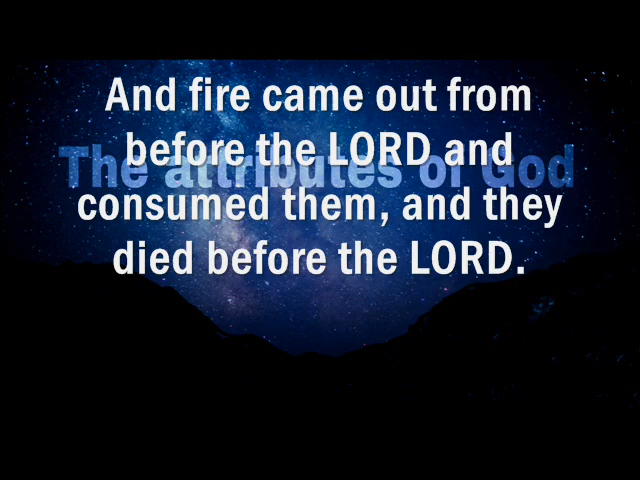 And fire came out from
before the LORD and
The attributes of God
consumed them, and they
died before the LORD.